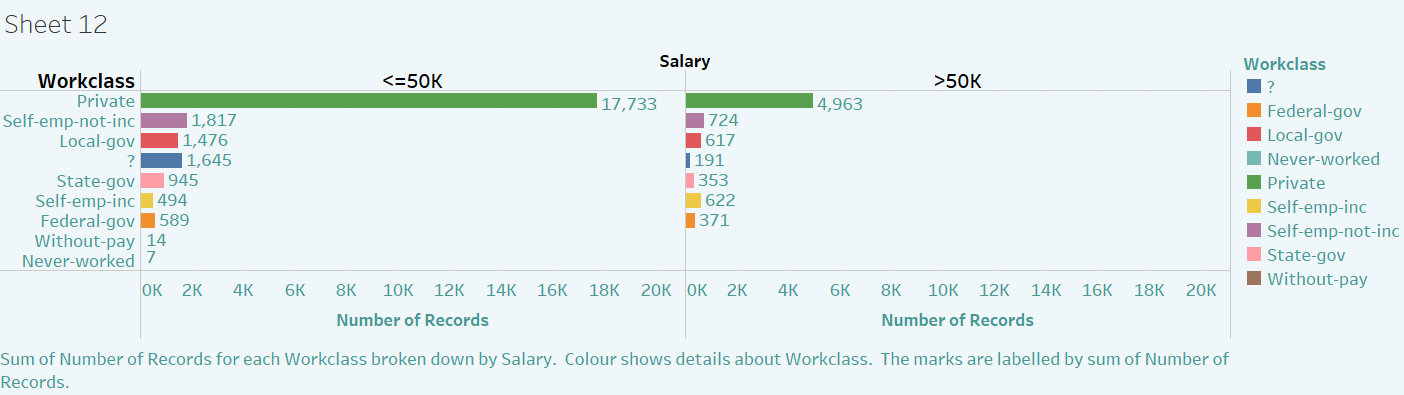 Sheet 12
Salary
Workclass <=50K >50K
Private 17,733 4,963
Self-emp-not-inc 1,817 724
Local-gov 1,476 617
? 1,645 191
State-gov 945 353
Self-emp-inc 494 622
Federal-gov 589 371
Without-pay 14
Never-worked 7
0K 2K 4K 6K 8K 10K 12K 14K 16K 18K 20K 0K 2K 4K 6K 8K 10K 12K 14K 16K 18K 20K
Number of Records Number of Records
Workclass
?
Federal-gov
Local-gov
Never-worked
Private
Self-emp-inc
Self-emp-not-inc
State-gov
Without-pay
Sum of Number of Records for each Workclass broken down by Salary. Colour shows details about Workclass. The marks are labelled by sum of Number of
Records.